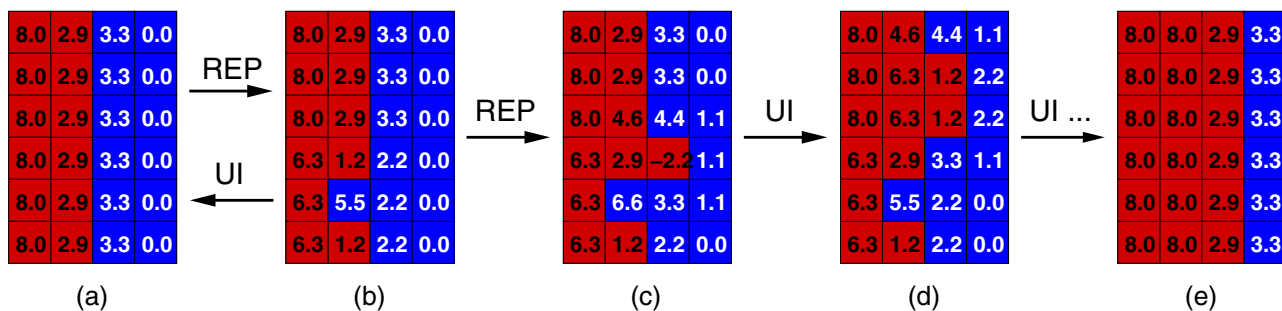 8.0 2.9 3.3 0.0
8.0 2.9 3.3 0.0
8.0 2.9 3.3 0.0
8.0 2.9 3.3 0.0
8.0 2.9 3.3 0.0
8.0 2.9 3.3 0.0
(a)
REP
UI
8.0 2.9 3.3 0.0
8.0 2.9 3.3 0.0
8.0 2.9 3.3 0.0
6.3 1.2 2.2 0.0
6.3 5.5 2.2 0.0
6.3 1.2 2.2 0.0
(b)
REP
8.0 2.9 3.3 0.0
8.0 2.9 3.3 0.0
8.0 4.6 4.4 1.1
6.3 2.9 −2.2 1.1
6.3 6.6 3.3 1.1
6.3 1.2 2.2 0.0
(c)
UI
8.0 4.6 4.4 1.1
8.0 6.3 1.2 2.2
8.0 6.3 1.2 2.2
6.3 2.9 3.3 1.1
6.3 5.5 2.2 0.0
6.3 1.2 2.2 0.0
(d)
UI ...
8.0 8.0 2.9 3.3
8.0 8.0 2.9 3.3
8.0 8.0 2.9 3.3
8.0 8.0 2.9 3.3
8.0 8.0 2.9 3.3
8.0 8.0 2.9 3.3
(e)